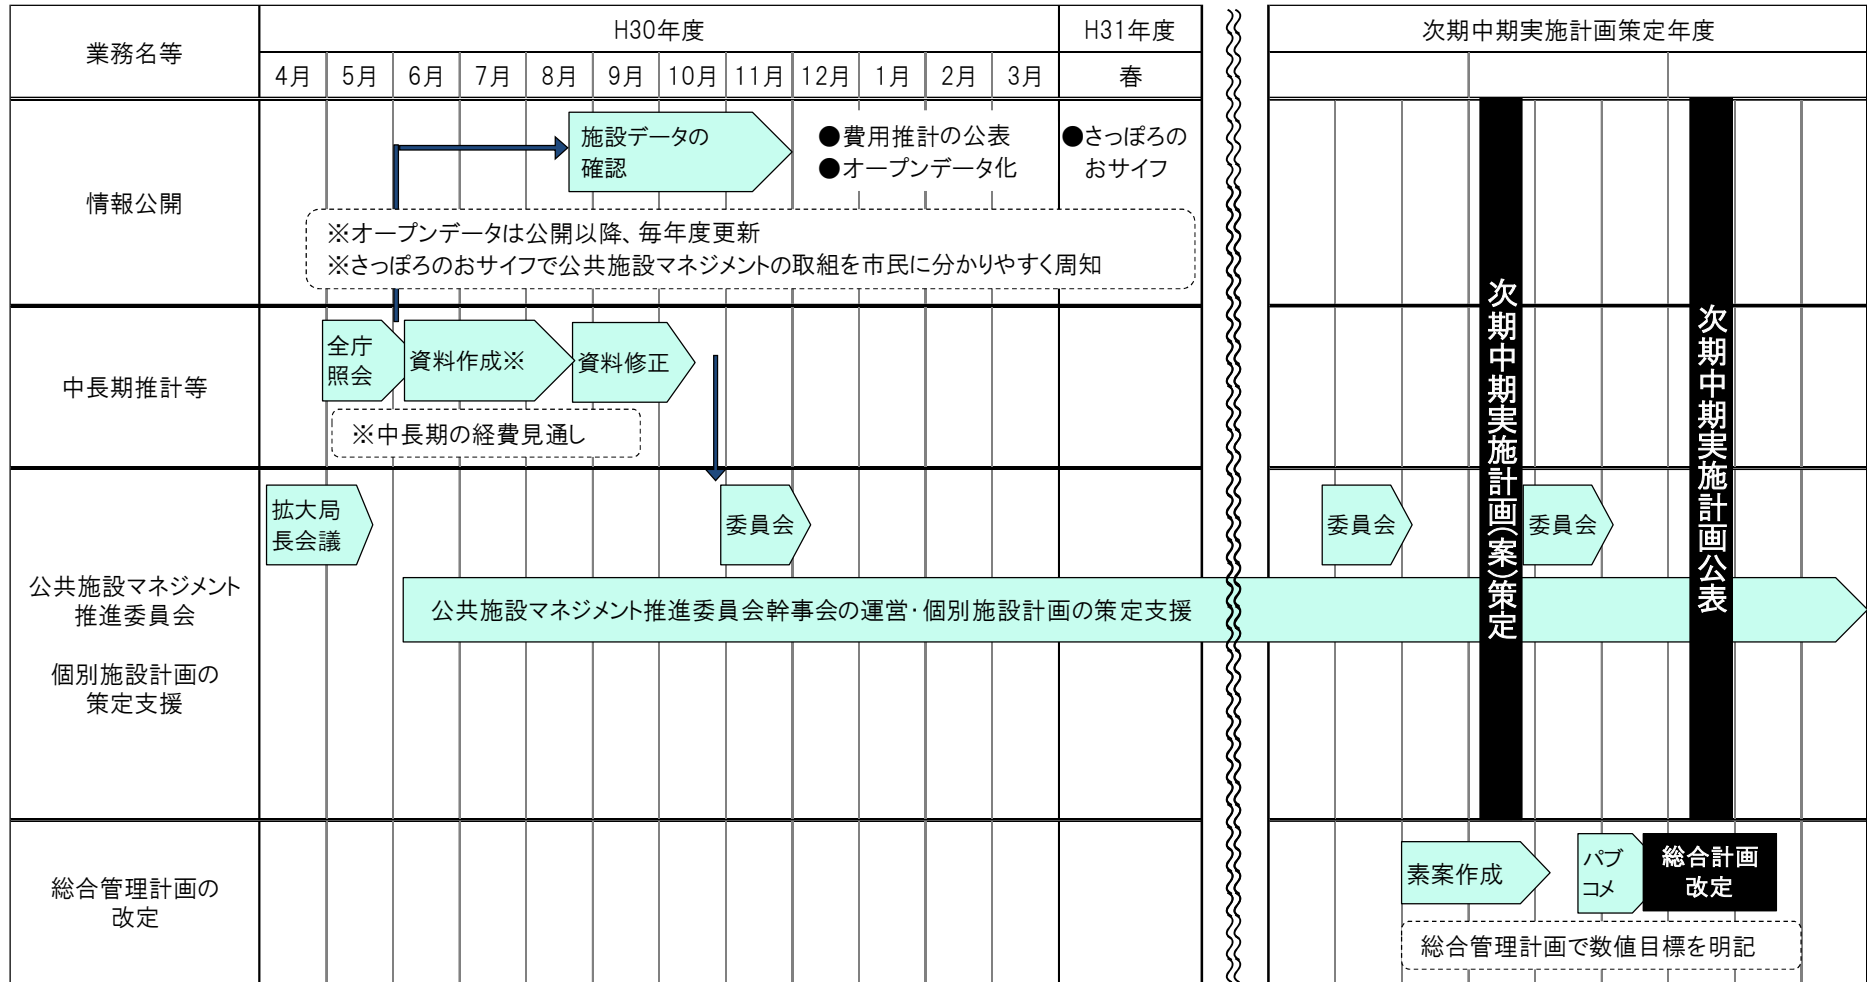 業務名等
H30年度
H31年度
次期中期実施計画策定年度
4月
5月
6月
7月
8月
9月
10月
11月
12月
1月
2月
3月
春
情報公開
施設データの
確認
●費用推計の公表
●オープンデータ化
●さっぽろの
おサイフ
※オープンデータは公開以降、毎年度更新
※さっぽろのおサイフで公共施設マネジメントの取組を市民に分かりやすく周知
中長期推計等
全庁
照会
資料作成※
資料修正
※中長期の経費見通し
公共施設マネジメント
推進委員会
個別施設計画の
策定支援
拡大局
長会議
委員会
委員会
委員会
公共施設マネジメント推進委員会幹事会の運営・個別施設計画の策定支援
次期中期実施計画(案)策定
次期中期実施計画公表
総合管理計画の
改定
素案作成
パブ
コメ
総合計画
改定
総合管理計画で数値目標を明記